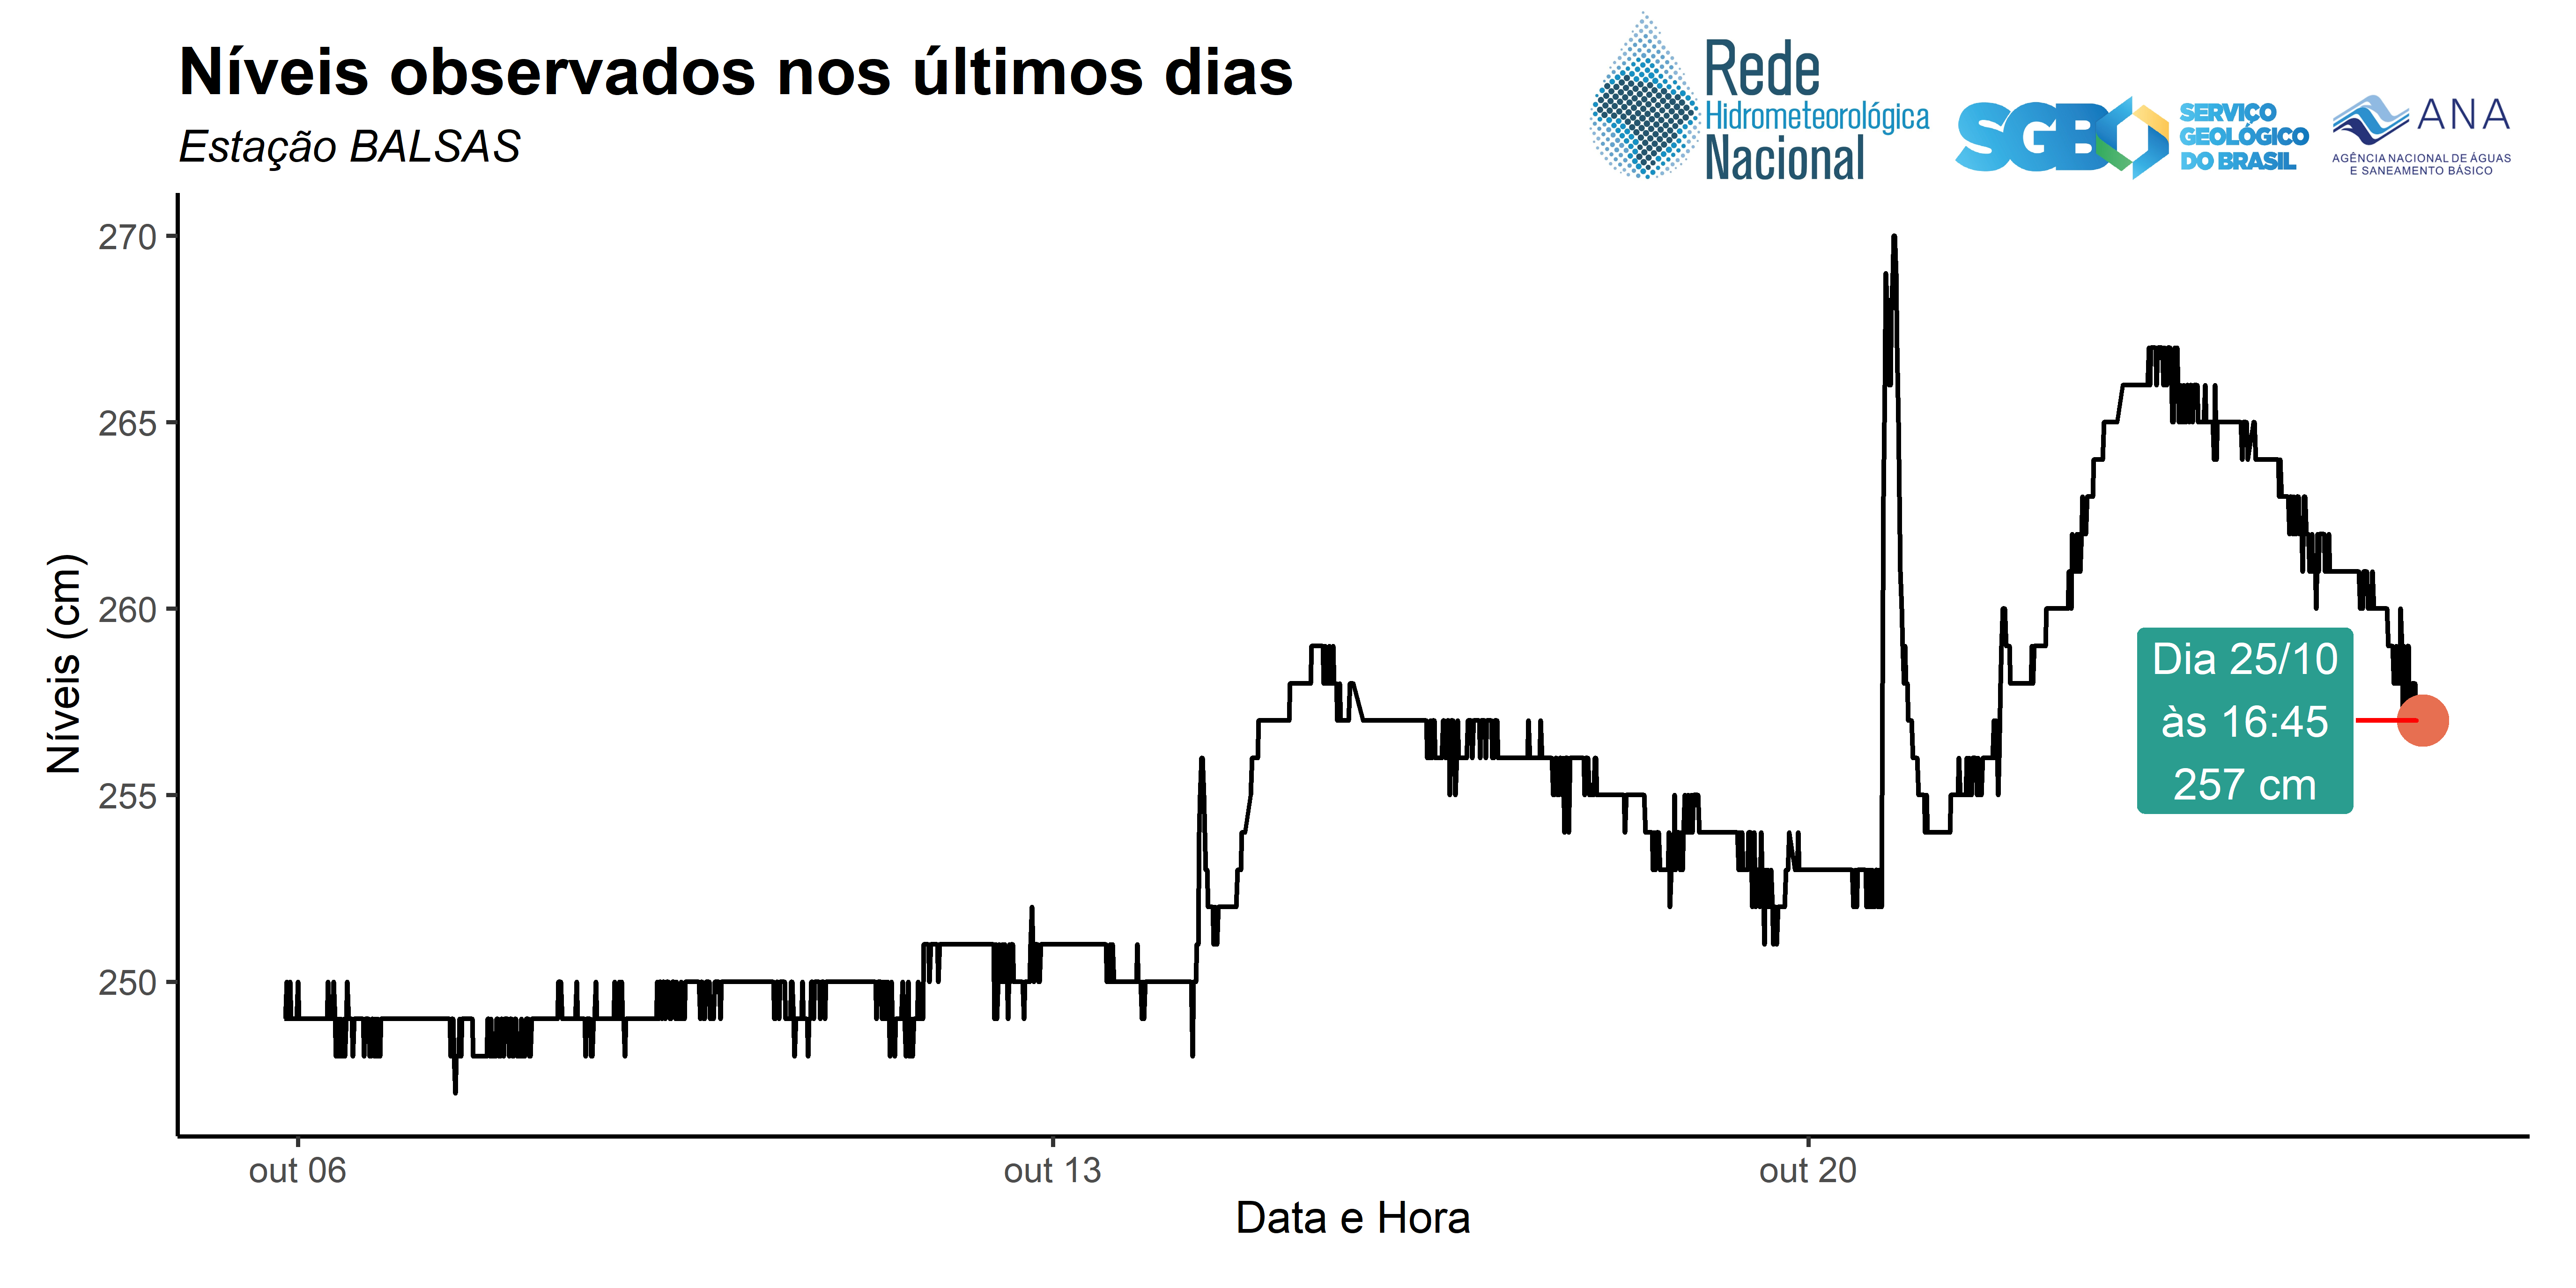 Níveis observados nos últimos dias
Estação BALSAS
Rede
Hidrometeorológica
Nacional
SGB
SERVIÇO
GEOLÓGICO
DO BRASIL
ANA
AGÊNCIA NACIONAL DE ÁGUAS
E SANEAMENTO BÁSICO
Níveis (cm)
270
265
260
255
250
Dia 25/10
às 16:45
257 cm
out 06
out 13
out 20
Data e Hora